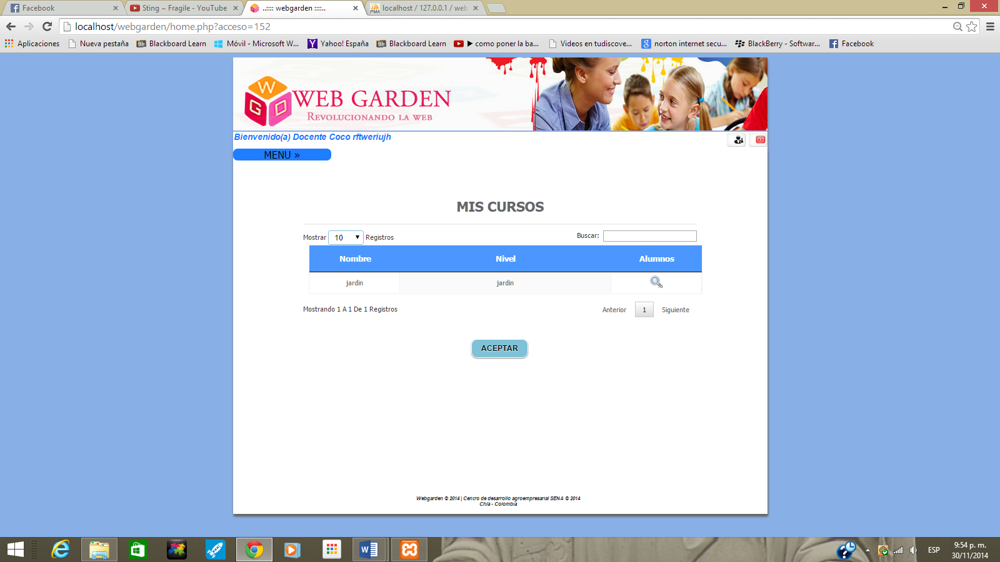 Facebook
Sting ~ Fragile - YouTube
..:::: webgarden ::::..
localhost / 127.0.0.1 / web
localhost/webgarden/home.php?acceso=152
Aplicaciones
Nueva pestaña
Blackboard Learn
Móvil - Microsoft W...
Yahoo! España
Blackboard Learn
▶ como poner la ba...
Videos en tudiscove...
norton internet secu...
BlackBerry - Softwar...
Facebook
W
G
D
WEB GARDEN
REVOLUCIONANDO LA WEB
Bienvenido(a) Docente Coco rftweriujh
MENU »
MIS CURSOS
Mostrar 10 Registros
Buscar:
Nombre Nivel Alumnos
jardin jardin
Mostrando 1 A 1 De 1 Registros
Anterior 1 Siguiente
ACEPTAR
Webgarden © 2014 | Centro de desarrollo agroempresarial SENA © 2014
Chía - Colombia
ESP
9:54 p. m.
30/11/2014